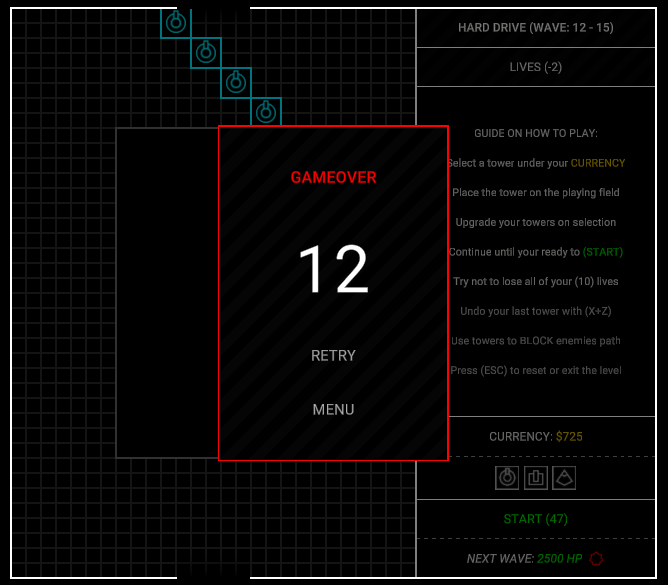 HARD DRIVE (WAVE: 12 - 15)
LIVES (-2)
GUIDE ON HOW TO PLAY:
Select a tower under your CURRENCY
Place the tower on the playing field
Upgrade your towers on selection
Continue until your ready to (START)
Try not to lose all of your (10) lives
Undo your last tower with (X+Z)
Use towers to BLOCK enemies path
Press (ESC) to reset or exit the level
GAMEOVER
12
RETRY
MENU
CURRENCY: $725
START (47)
NEXT WAVE: 2500 HP